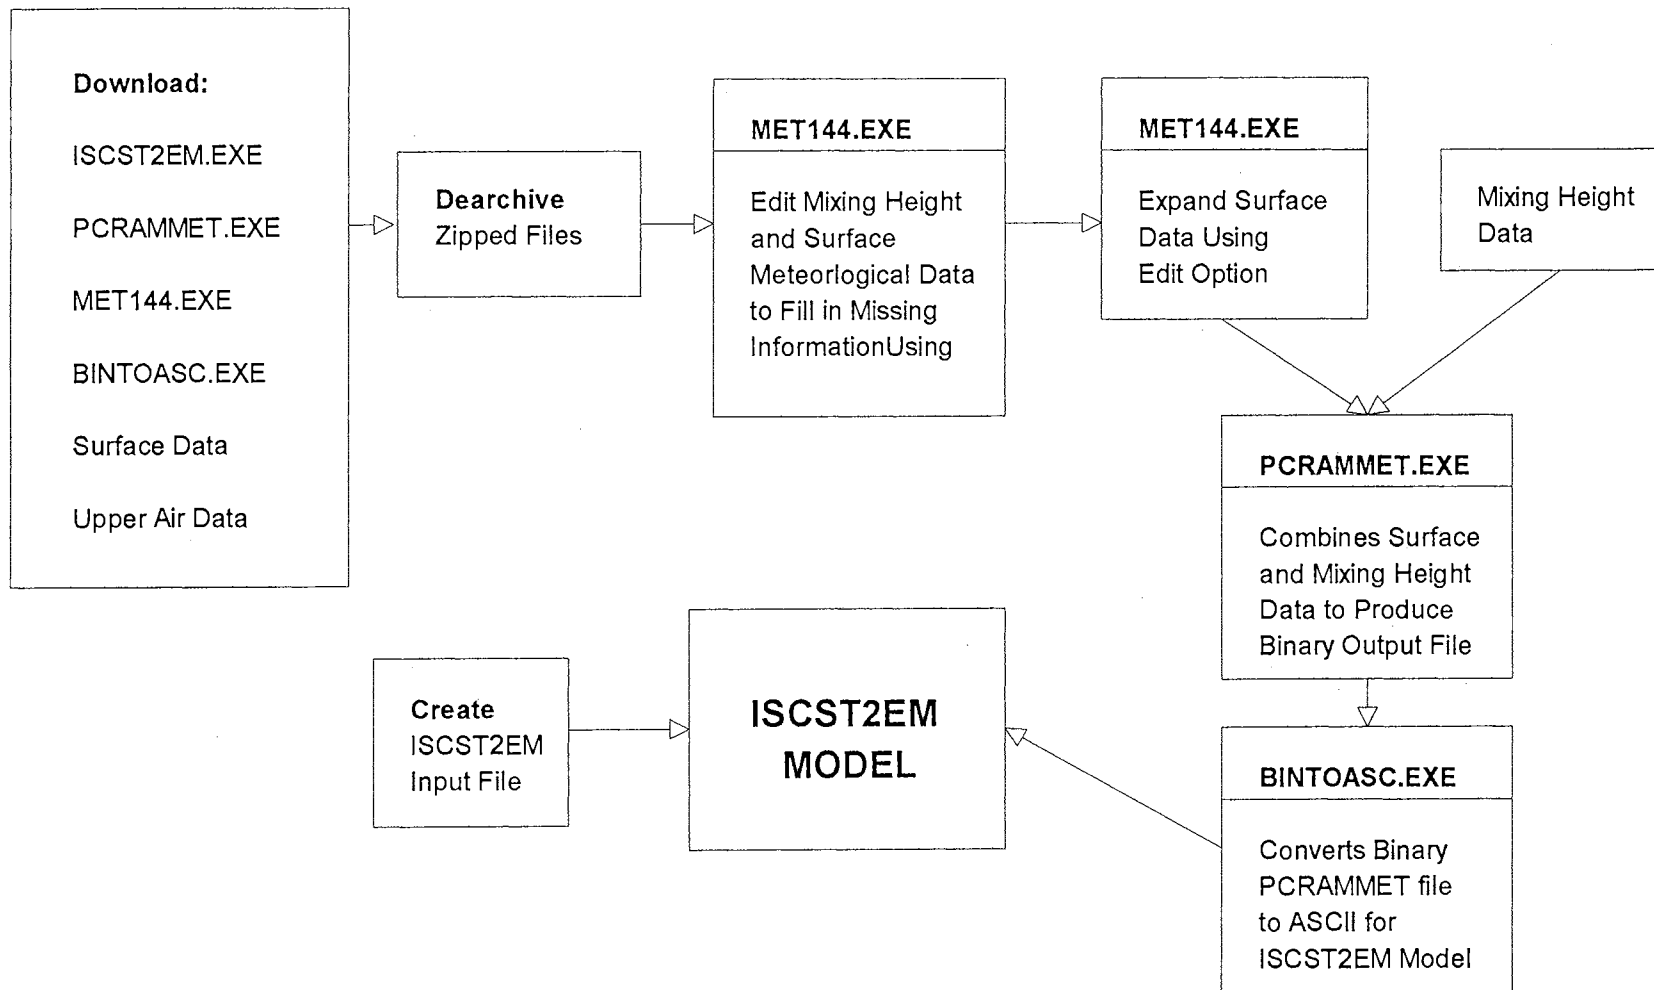 Download:
ISCST2EM.EXE
PCRAMMET.EXE
MET144.EXE
BINTOASC.EXE
Surface Data
Upper Air Data
Dearchive
Zipped Files
MET144.EXE
Edit Mixing Height
and Surface
Meteorlogical Data
to Fill in Missing
InformationUsing
MET144.EXE
Expand Surface
Data Using
Edit Option
Mixing Height
Data
PCRAMMET.EXE
Combines Surface
and Mixing Height
Data to Produce
Binary Output File
BINTOASC.EXE
Converts Binary
PCRAMMET file
to ASCII for
ISCST2EM Model
Create
ISCST2EM
Input File
ISCST2EM
MODEL